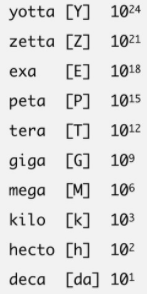 yotta [Y] 10²⁴
zetta [Z] 10²¹
exa [E] 10¹⁸
peta [P] 10¹⁵
tera [T] 10¹²
giga [G] 10⁹
mega [M] 10⁶
kilo [k] 10³
hecto [h] 10²
deca [da] 10¹